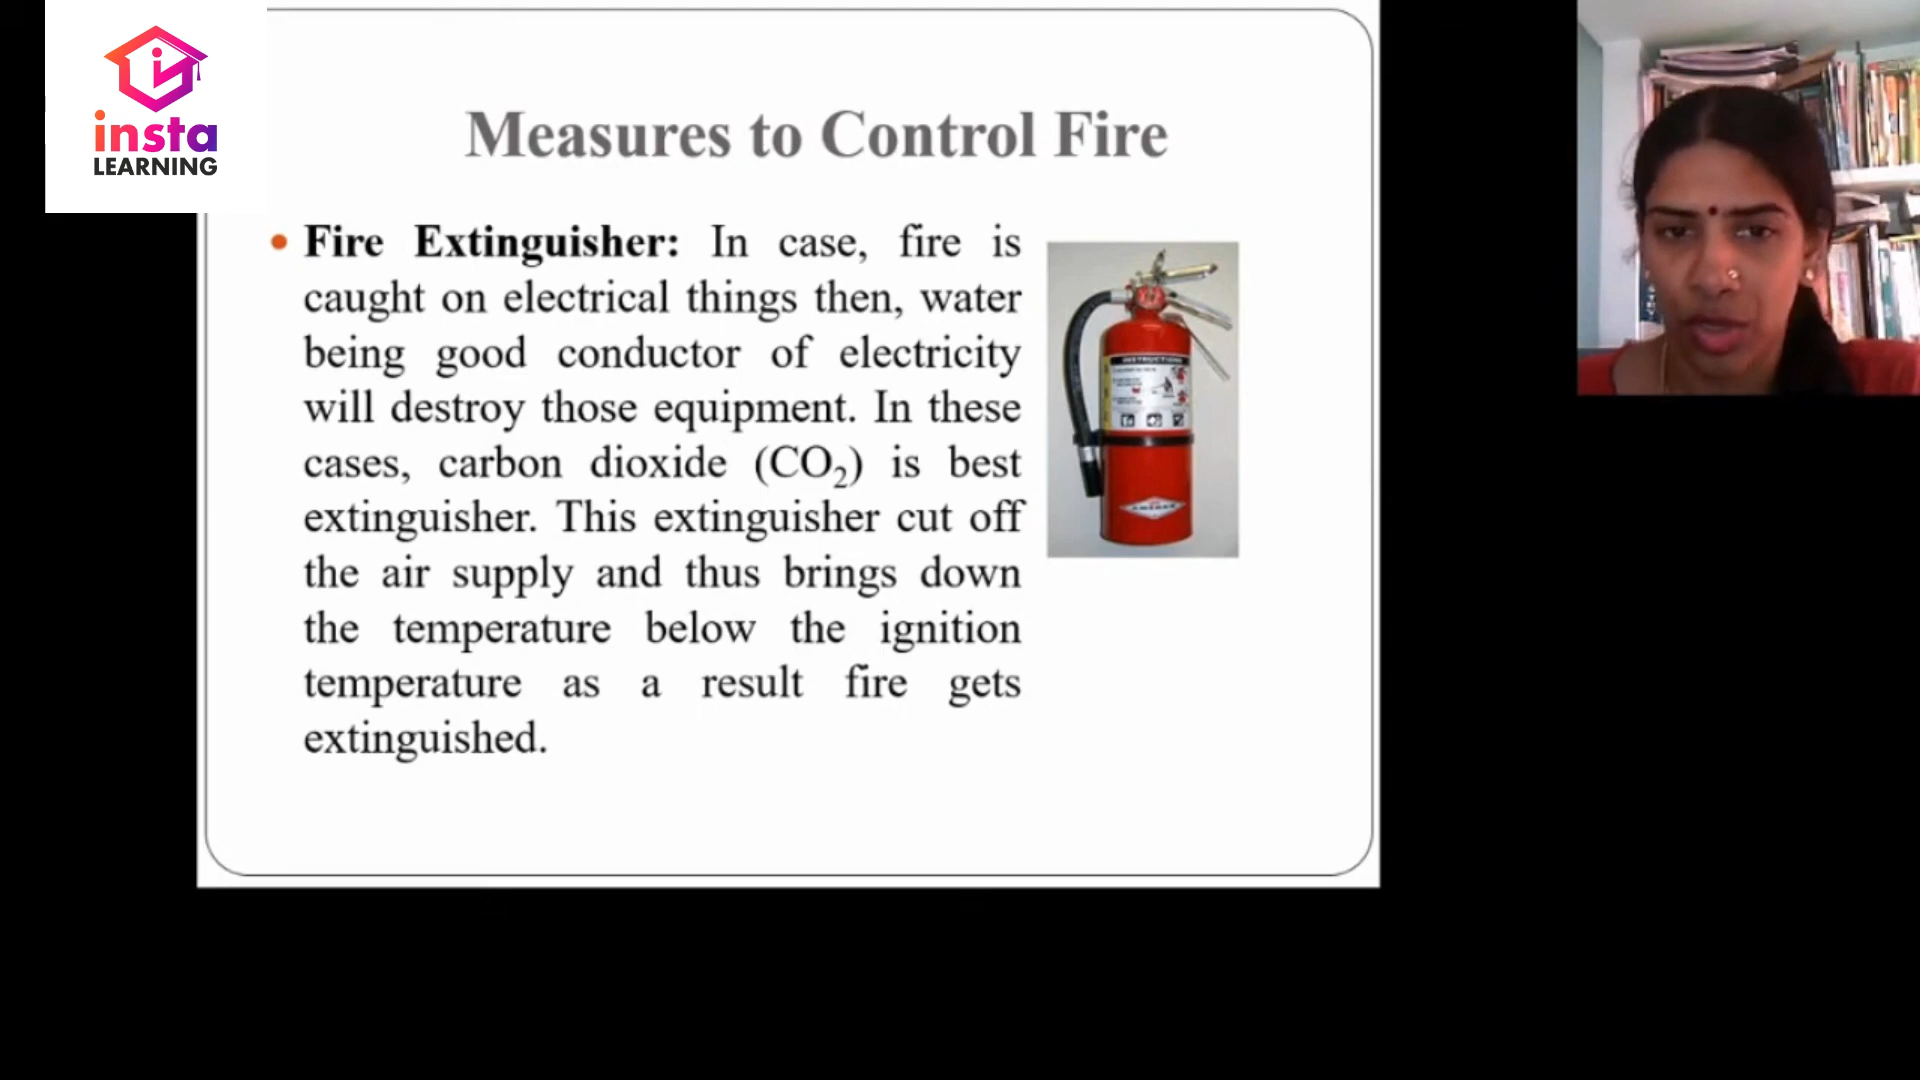 insta
LEARNING
Measures to Control Fire
• Fire Extinguisher: In case, fire is
caught on electrical things then, water
being good conductor of electricity
will destroy those equipment. In these
cases, carbon dioxide (CO₂) is best
extinguisher. This extinguisher cut off
the air supply and thus brings down
the temperature below the ignition
temperature as a result fire gets
extinguished.
INSTRUCTIONS